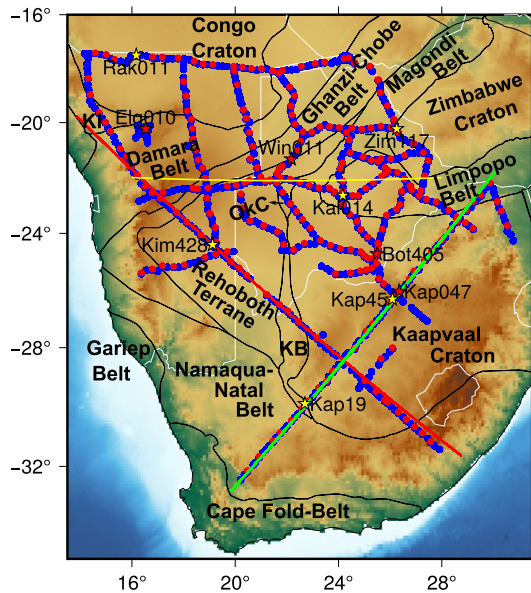 −16°
−20°
−24°
−28°
−32°
16°
20°
24°
28°
Congo
Craton
Rak011
Ghanzi-Chobe
Belt
Magondi
Belt
Zimbabwe
Craton
KI
Elg010
Damara
Belt
Win011
Zim117
Limpopo
Belt
OkC
Kal014
Kim428
Bot405
Rehoboth
Terrane
Kap45
Kap047
Gariep
Belt
KB
Kaapvaal
Craton
Namaqua-
Natal
Belt
Kap19
Cape Fold-Belt